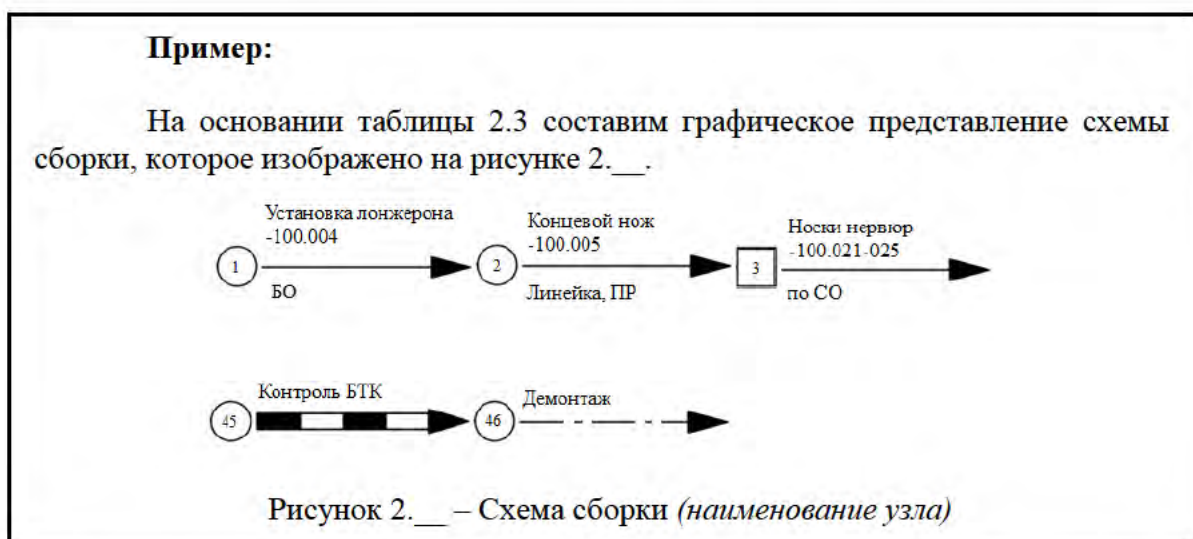 Пример:
На основании таблицы 2.3 составим графическое представление схемы
сборки, которое изображено на рисунке 2.__.
Установка лонжерона
-100.004
1
БО
Концевой нож
-100.005
2
Линейка, ПР
Носки нервюр
-100.021-025
3
по СО
45
Контроль БТК
46
Демонтаж
Рисунок 2.__ – Схема сборки (наименование узла)